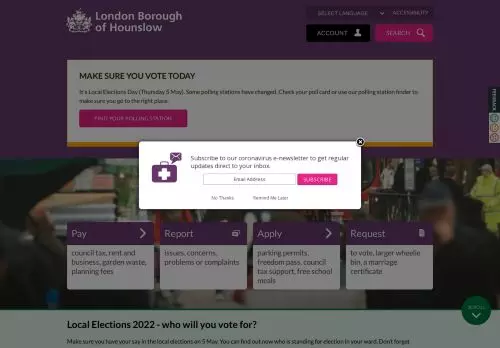 London Borough
of Hounslow
SELECT LANGUAGE
ACCESSIBILITY
ACCOUNT
SEARCH
MAKE SURE YOU VOTE TODAY
It's Local Elections Day (Thursday 5 May). Some polling stations have changed. Check your poll card or use our polling station finder to
make sure you go to the right place.
FIND YOUR POLLING STATION
FEEDBACK
Subscribe to our coronavirus e-newsletter to get regular
updates direct to your inbox.
Email Address
SUBSCRIBE
No Thanks
Remind Me Later
Pay
council tax, rent and
business, garden waste,
planning fees
Report
issues, concerns,
problems or complaints
Apply
parking permits,
freedom pass, council
tax support, free school
meals
Request
to vote, larger wheelie
bin, a marriage
certificate
SCROLL
Local Elections 2022 - who will you vote for?
Make sure you have your say in the local elections on 5 May. You can find out now who is standing for election in your ward. Don't forget